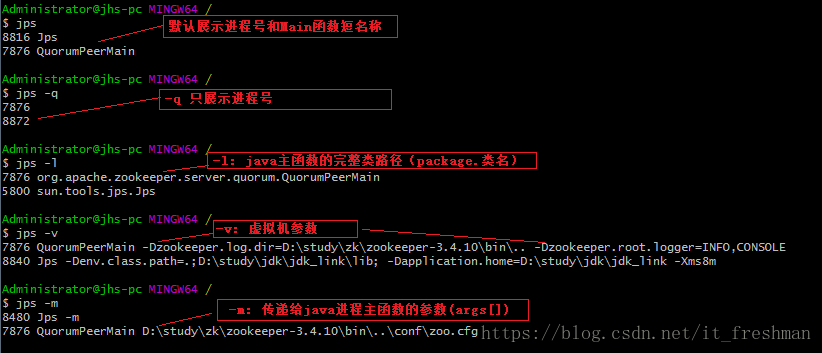 Administrator@jhs-pc MINGW64 /
$ jps
默认展示进程号和Main函数短名称
8816 Jps
7876 QuorumPeerMain
Administrator@jhs-pc MINGW64 /
$ jps -q
-q 只展示进程号
7876
8872
Administrator@jhs-pc MINGW64 /
$ jps -l
-l: java主函数的完整类路径（package.类名）
7876 org.apache.zookeeper.server.quorum.QuorumPeerMain
5800 sun.tools.jps.Jps
Administrator@jhs-pc MINGW64 /
$ jps -v
-v: 虚拟机参数
7876 QuorumPeerMain -Dzookeeper.log.dir=D:\study\zk\zookeeper-3.4.10\bin\.. -Dzookeeper.root.logger=INFO,CONSOLE
8840 Jps -Denv.class.path=.;D:\study\jdk\jdk_link\lib; -Dapplication.home=D:\study\jdk\jdk_link -Xms8m
Administrator@jhs-pc MINGW64 /
$ jps -m
-m: 传递给java进程主函数的参数(args[])
8480 Jps -m
7876 QuorumPeerMain D:\study\zk\zookeeper-3.4.10\bin\..\conf\zoo.cfg
https://blog.csdn.net/it_freshman